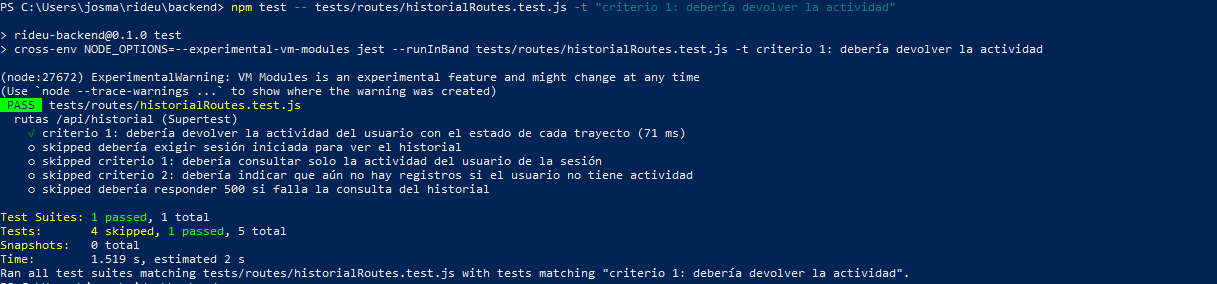 PS C:\Users\josma\rideu\backend> npm test -- tests/routes/historialRoutes.test.js -t "criterio 1: debería devolver la actividad"
> rideu-backend@0.1.0 test
> cross-env NODE_OPTIONS=--experimental-vm-modules jest --runInBand tests/routes/historialRoutes.test.js -t criterio 1: debería devolver la actividad
(node:27672) ExperimentalWarning: VM Modules is an experimental feature and might change at any time
(Use `node --trace-warnings ...` to show where the warning was created)
PASS tests/routes/historialRoutes.test.js
rutas /api/historial (Supertest)
√ criterio 1: debería devolver la actividad del usuario con el estado de cada trayecto (71 ms)
o skipped debería exigir sesión iniciada para ver el historial
o skipped criterio 1: debería consultar solo la actividad del usuario de la sesión
o skipped criterio 2: debería indicar que aún no hay registros si el usuario no tiene actividad
o skipped debería responder 500 si falla la consulta del historial
Test Suites: 1 passed, 1 total
Tests: 4 skipped, 1 passed, 5 total
Snapshots: 0 total
Time: 1.519 s, estimated 2 s
Ran all test suites matching tests/routes/historialRoutes.test.js with tests matching "criterio 1: debería devolver la actividad".